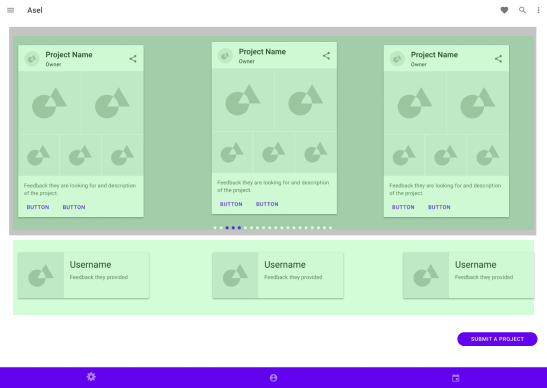 Asel
Project Name
Owner
Project Name
Owner
Project Name
Owner
Feedback they are looking for and description
of the project.
BUTTON BUTTON
Feedback they are looking for and description
of the project.
BUTTON BUTTON
Feedback they are looking for and description
of the project.
BUTTON BUTTON
Username
Feedback they provided
Username
Feedback they provided
Username
Feedback they provided
SUBMIT A PROJECT